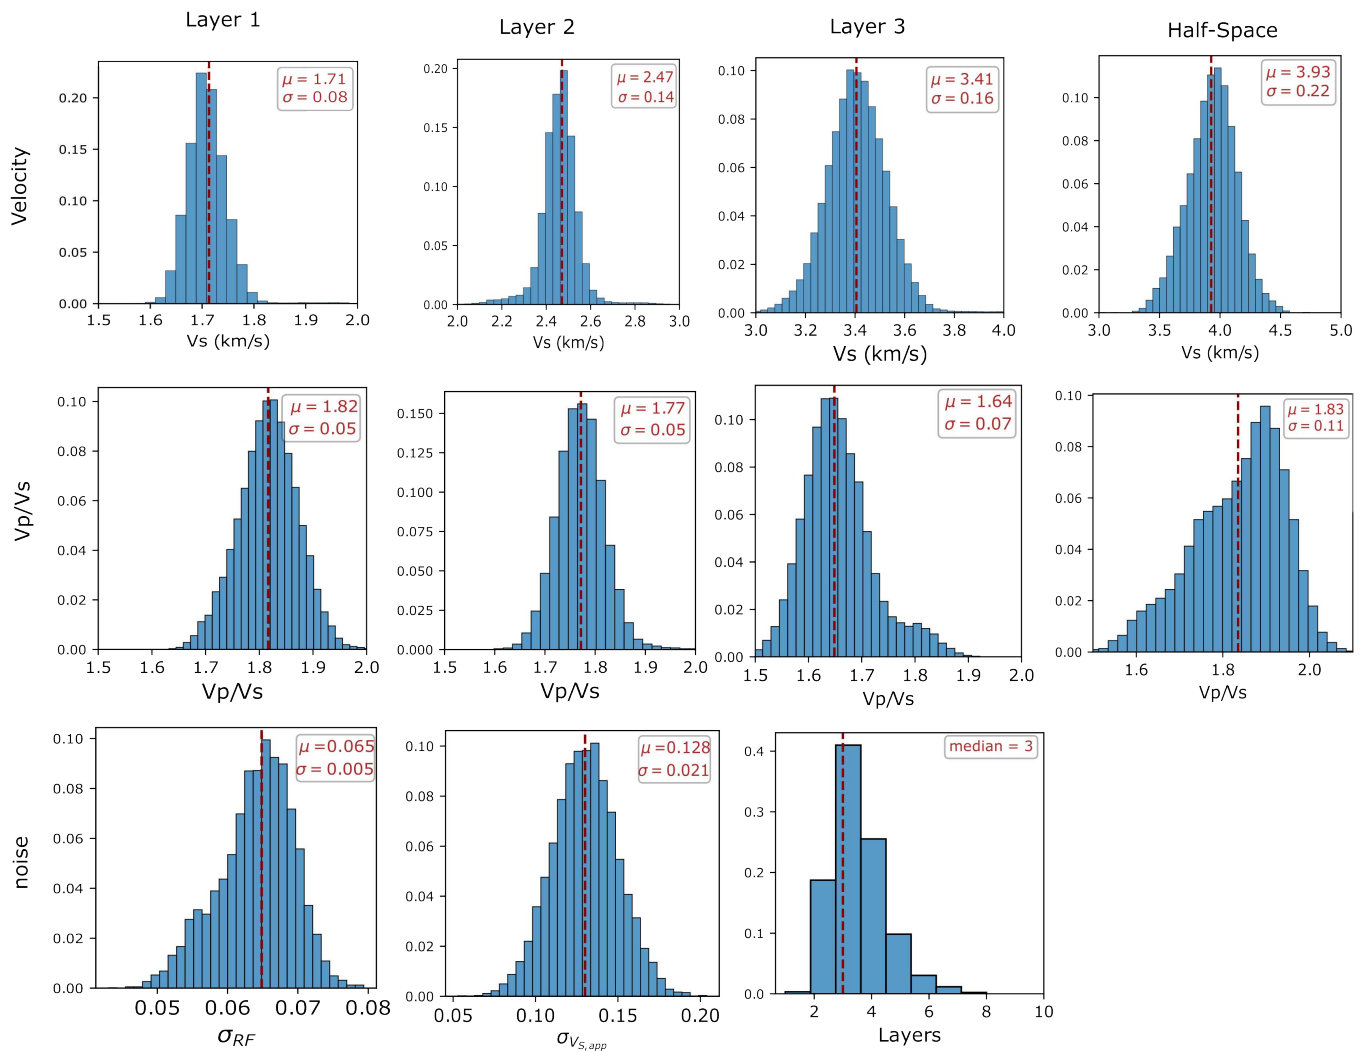 Layer 1
Layer 2
Layer 3
Half-Space
Velocity
μ = 1.71
σ = 0.08
0.20
0.15
0.10
0.05
0.00
1.5 1.6 1.7 1.8 1.9 2.0
Vs (km/s)
μ = 2.47
σ = 0.14
0.20
0.15
0.10
0.05
0.00
2.0 2.2 2.4 2.6 2.8 3.0
Vs (km/s)
μ = 3.41
σ = 0.16
0.10
0.08
0.06
0.04
0.02
0.00
3.0 3.2 3.4 3.6 3.8 4.0
Vs (km/s)
μ = 3.93
σ = 0.22
0.10
0.08
0.06
0.04
0.02
0.00
3.0 3.5 4.0 4.5 5.0
Vs (km/s)
Vp/Vs
μ = 1.82
σ = 0.05
0.10
0.08
0.06
0.04
0.02
0.00
1.5 1.6 1.7 1.8 1.9 2.0
Vp/Vs
μ = 1.77
σ = 0.05
0.150
0.125
0.100
0.075
0.050
0.025
0.000
1.5 1.6 1.7 1.8 1.9 2.0
Vp/Vs
μ = 1.64
σ = 0.07
0.10
0.08
0.06
0.04
0.02
0.00
1.5 1.6 1.7 1.8 1.9 2.0
Vp/Vs
μ = 1.83
σ = 0.11
0.10
0.08
0.06
0.04
0.02
0.00
1.6 1.8 2.0
Vp/Vs
noise
μ =0.065
σ = 0.005
0.10
0.08
0.06
0.04
0.02
0.00
0.05 0.06 0.07 0.08
σRF
μ =0.128
σ = 0.021
0.10
0.08
0.06
0.04
0.02
0.00
0.05 0.10 0.15 0.20
σVS,app
median = 3
0.4
0.3
0.2
0.1
0.0
2 4 6 8 10
Layers